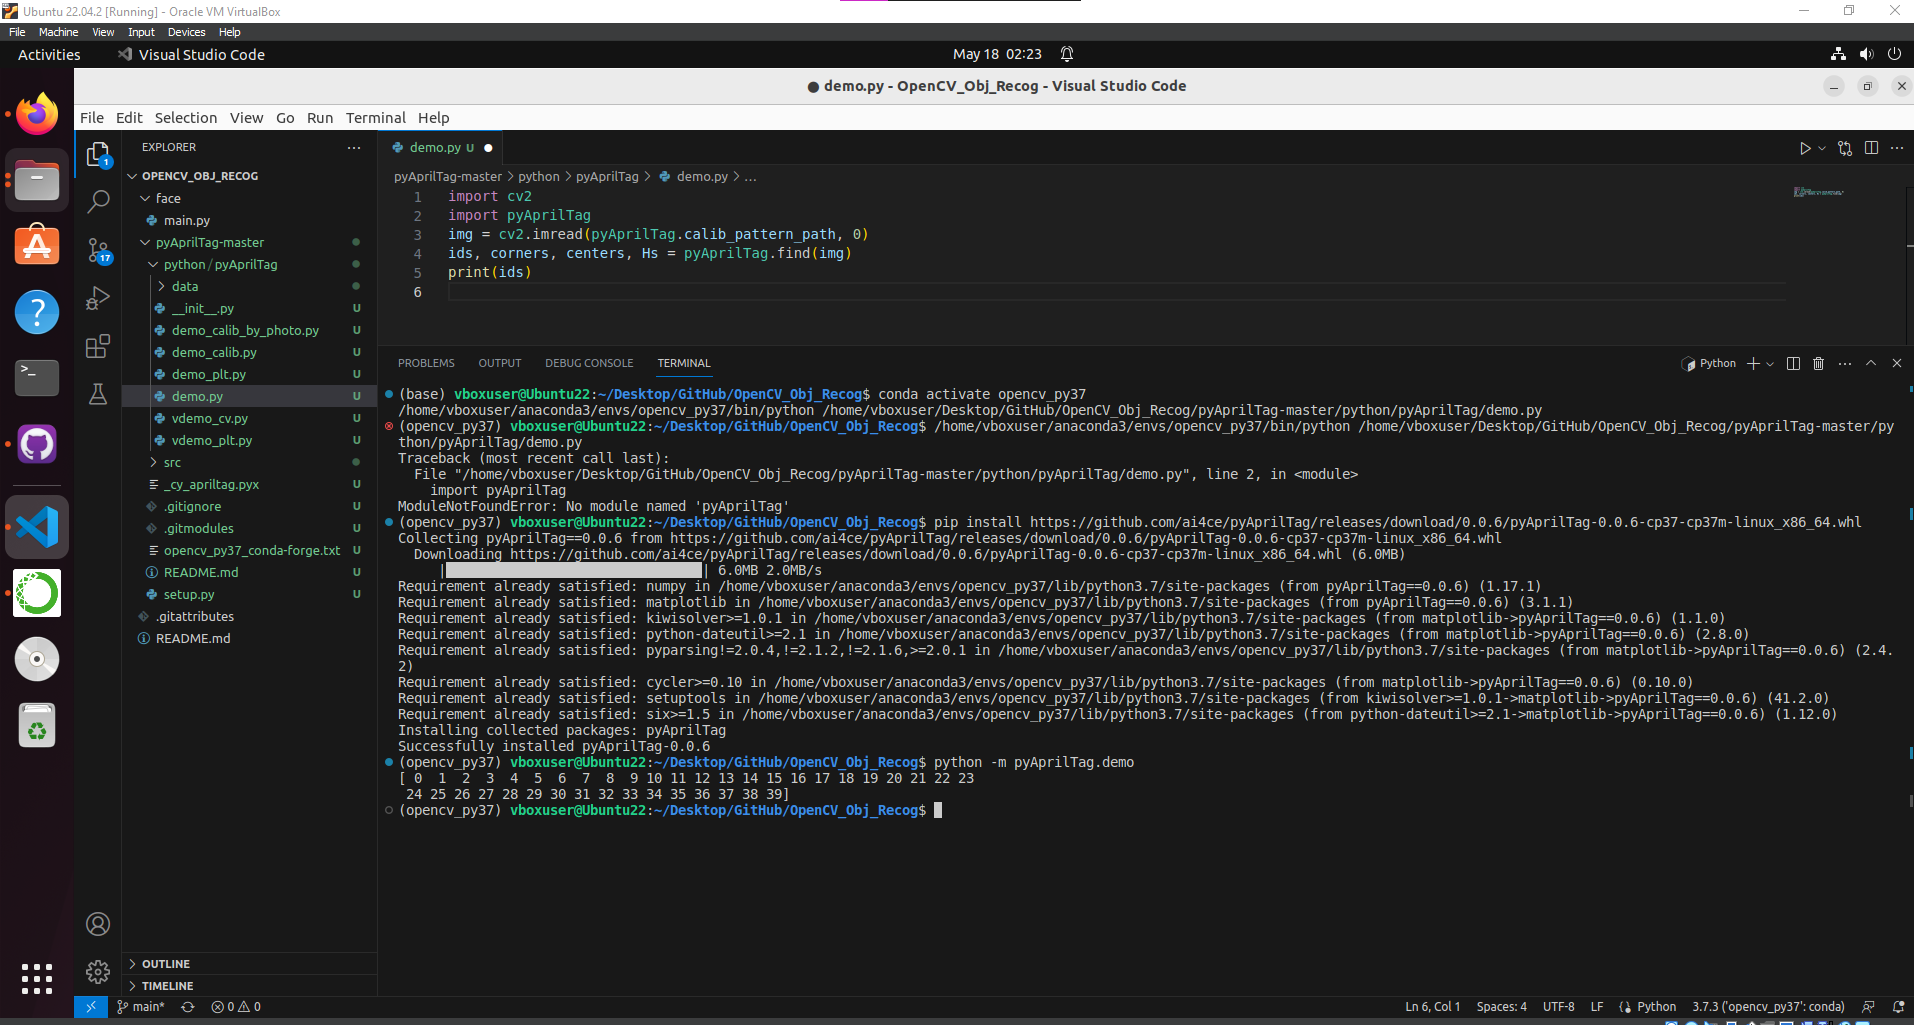 Ubuntu 22.04.2 [Running] - Oracle VM VirtualBox
File Machine View Input Devices Help
Activities Visual Studio Code May 18 02:23
● demo.py - OpenCV_Obj_Recog - Visual Studio Code
File Edit Selection View Go Run Terminal Help
EXPLORER
OPENCV_OBJ_RECOG
face
main.py
pyAprilTag-master
python / pyAprilTag
data
__init__.py U
demo_calib_by_photo.py U
demo_calib.py U
demo_plt.py U
demo.py U
vdemo_cv.py U
vdemo_plt.py U
src
_cy_apriltag.pyx U
.gitignore U
.gitmodules U
opencv_py37_conda-forge.txt U
README.md U
setup.py U
.gitattributes
README.md
OUTLINE
TIMELINE
1
17
demo.py U
pyAprilTag-master > python > pyAprilTag > demo.py > ...
1 import cv2
2 import pyAprilTag
3 img = cv2.imread(pyAprilTag.calib_pattern_path, 0)
4 ids, corners, centers, Hs = pyAprilTag.find(img)
5 print(ids)
6
PROBLEMS OUTPUT DEBUG CONSOLE TERMINAL Python
(base) vboxuser@Ubuntu22:~/Desktop/GitHub/OpenCV_Obj_Recog$ conda activate opencv_py37
/home/vboxuser/anaconda3/envs/opencv_py37/bin/python /home/vboxuser/Desktop/GitHub/OpenCV_Obj_Recog/pyAprilTag-master/python/pyAprilTag/demo.py
(opencv_py37) vboxuser@Ubuntu22:~/Desktop/GitHub/OpenCV_Obj_Recog$ /home/vboxuser/anaconda3/envs/opencv_py37/bin/python /home/vboxuser/Desktop/GitHub/OpenCV_Obj_Recog/pyAprilTag-master/py
thon/pyAprilTag/demo.py
Traceback (most recent call last):
File "/home/vboxuser/Desktop/GitHub/OpenCV_Obj_Recog/pyAprilTag-master/python/pyAprilTag/demo.py", line 2, in <module>
import pyAprilTag
ModuleNotFoundError: No module named 'pyAprilTag'
(opencv_py37) vboxuser@Ubuntu22:~/Desktop/GitHub/OpenCV_Obj_Recog$ pip install https://github.com/ai4ce/pyAprilTag/releases/download/0.0.6/pyAprilTag-0.0.6-cp37-cp37m-linux_x86_64.whl
Collecting pyAprilTag==0.0.6 from https://github.com/ai4ce/pyAprilTag/releases/download/0.0.6/pyAprilTag-0.0.6-cp37-cp37m-linux_x86_64.whl
Downloading https://github.com/ai4ce/pyAprilTag/releases/download/0.0.6/pyAprilTag-0.0.6-cp37-cp37m-linux_x86_64.whl (6.0MB)
| | 6.0MB 2.0MB/s
Requirement already satisfied: numpy in /home/vboxuser/anaconda3/envs/opencv_py37/lib/python3.7/site-packages (from pyAprilTag==0.0.6) (1.17.1)
Requirement already satisfied: matplotlib in /home/vboxuser/anaconda3/envs/opencv_py37/lib/python3.7/site-packages (from pyAprilTag==0.0.6) (3.1.1)
Requirement already satisfied: kiwisolver>=1.0.1 in /home/vboxuser/anaconda3/envs/opencv_py37/lib/python3.7/site-packages (from matplotlib->pyAprilTag==0.0.6) (1.1.0)
Requirement already satisfied: python-dateutil>=2.1 in /home/vboxuser/anaconda3/envs/opencv_py37/lib/python3.7/site-packages (from matplotlib->pyAprilTag==0.0.6) (2.8.0)
Requirement already satisfied: pyparsing!=2.0.4,!=2.1.2,!=2.1.6,>=2.0.1 in /home/vboxuser/anaconda3/envs/opencv_py37/lib/python3.7/site-packages (from matplotlib->pyAprilTag==0.0.6) (2.4.
2)
Requirement already satisfied: cycler>=0.10 in /home/vboxuser/anaconda3/envs/opencv_py37/lib/python3.7/site-packages (from matplotlib->pyAprilTag==0.0.6) (0.10.0)
Requirement already satisfied: setuptools in /home/vboxuser/anaconda3/envs/opencv_py37/lib/python3.7/site-packages (from kiwisolver>=1.0.1->matplotlib->pyAprilTag==0.0.6) (41.2.0)
Requirement already satisfied: six>=1.5 in /home/vboxuser/anaconda3/envs/opencv_py37/lib/python3.7/site-packages (from python-dateutil>=2.1->matplotlib->pyAprilTag==0.0.6) (1.12.0)
Installing collected packages: pyAprilTag
Successfully installed pyAprilTag-0.0.6
(opencv_py37) vboxuser@Ubuntu22:~/Desktop/GitHub/OpenCV_Obj_Recog$ python -m pyAprilTag.demo
[ 0 1 2 3 4 5 6 7 8 9 10 11 12 13 14 15 16 17 18 19 20 21 22 23
24 25 26 27 28 29 30 31 32 33 34 35 36 37 38 39]
(opencv_py37) vboxuser@Ubuntu22:~/Desktop/GitHub/OpenCV_Obj_Recog$
main* 0 0 Ln 6, Col 1 Spaces: 4 UTF-8 LF Python 3.7.3 ('opencv_py37': conda)